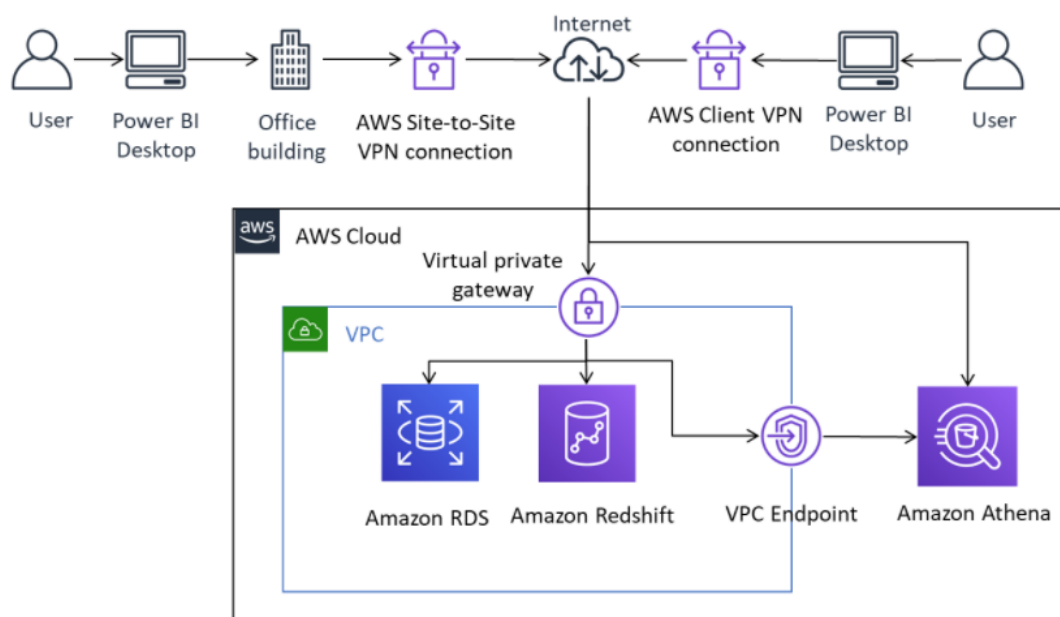 Internet
User
Power BI
Desktop
Office
building
AWS Site-to-Site
VPN connection
AWS Client VPN
connection
Power BI
Desktop
User
aws
AWS Cloud
Virtual private
gateway
VPC
Amazon RDS
Amazon Redshift
VPC Endpoint
Amazon Athena